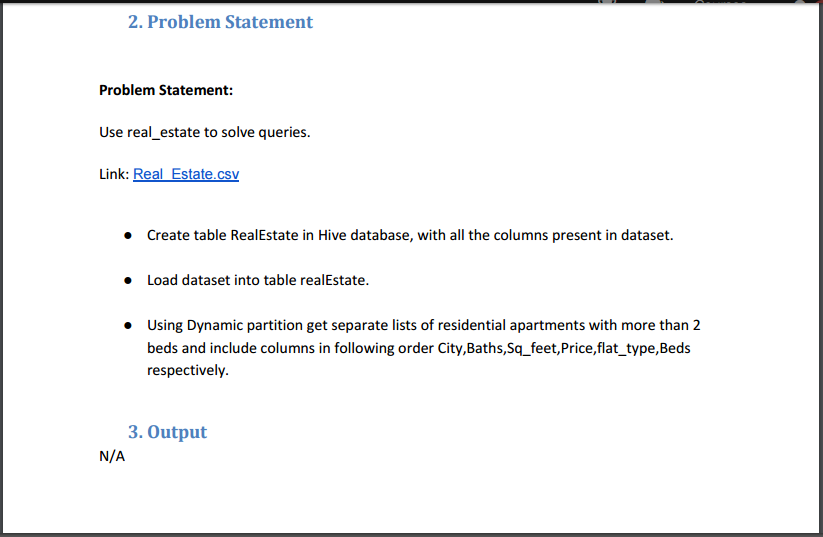 2. Problem Statement
Problem Statement:
Use real_estate to solve queries.
Link: Real_Estate.csv
● Create table RealEstate in Hive database, with all the columns present in dataset.
● Load dataset into table realEstate.
● Using Dynamic partition get separate lists of residential apartments with more than 2
beds and include columns in following order City,Baths,Sq_feet,Price,flat_type,Beds
respectively.
3. Output
N/A